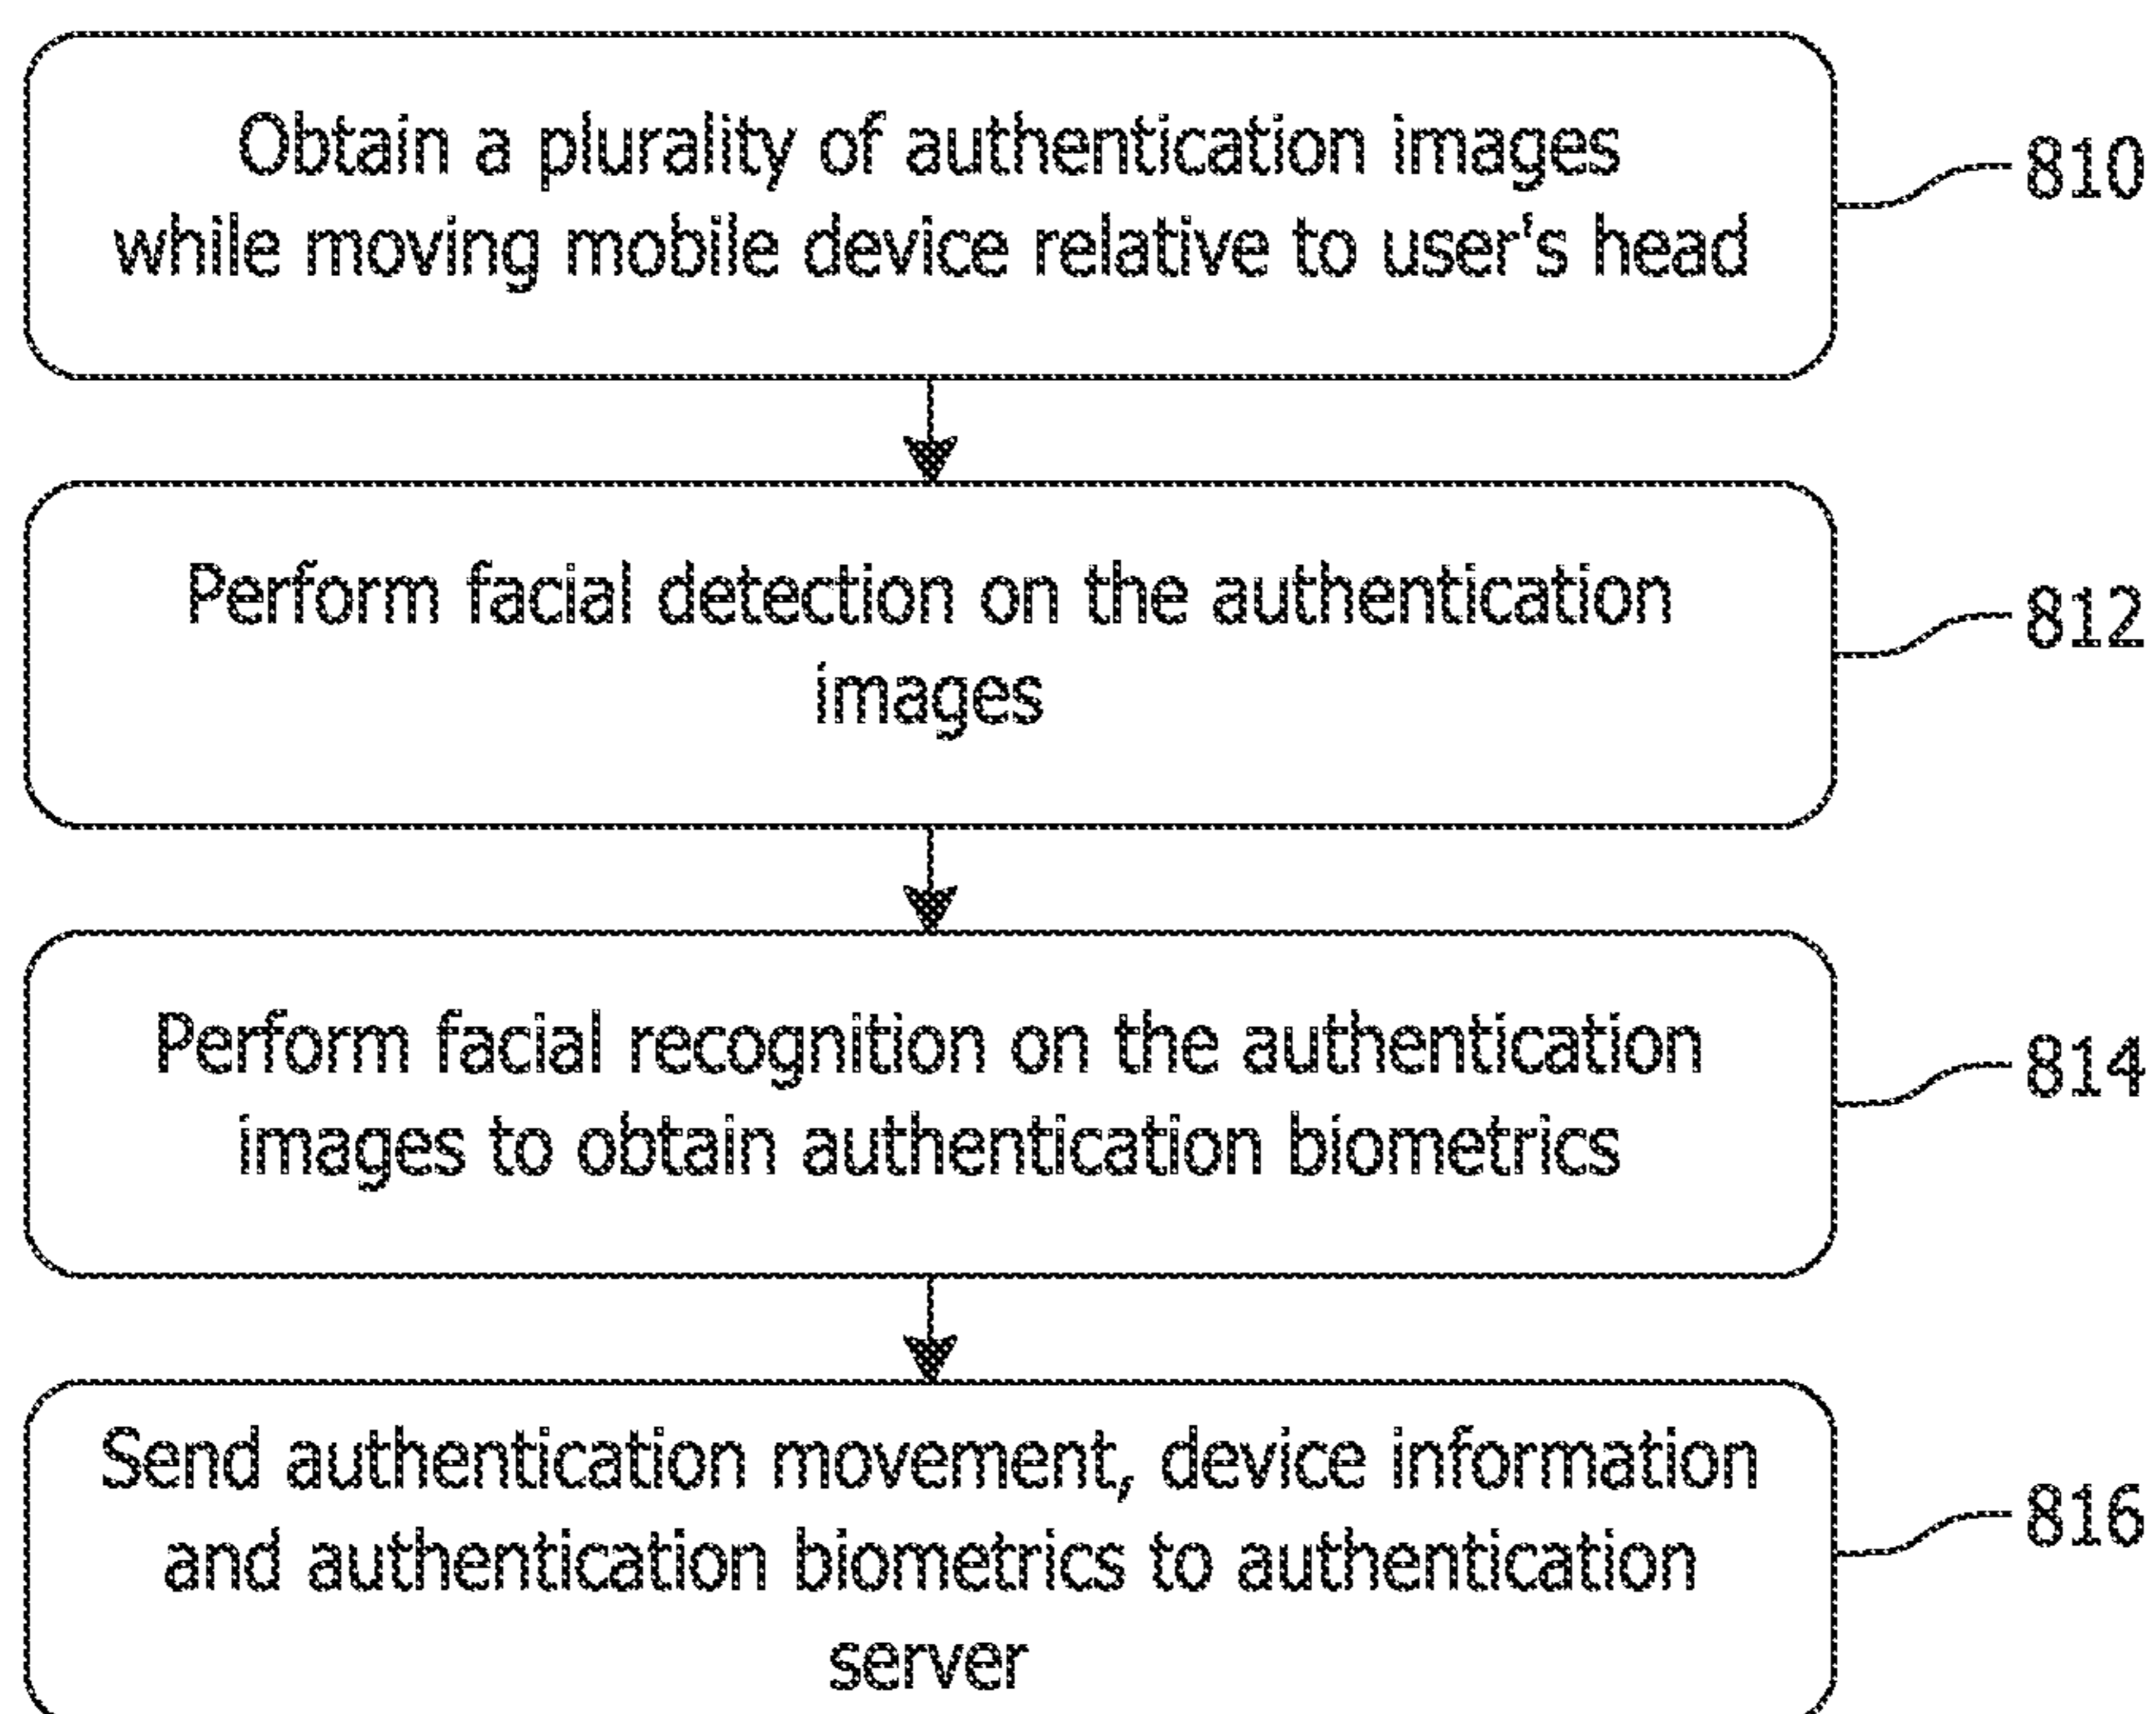 Obtain a plurality of authentication images
while moving mobile device relative to user's head
810
Perform facial detection on the authentication
images
812
Perform facial recognition on the authentication
images to obtain authentication biometrics
814
Send authentication movement, device information
and authentication biometrics to authentication
server
816